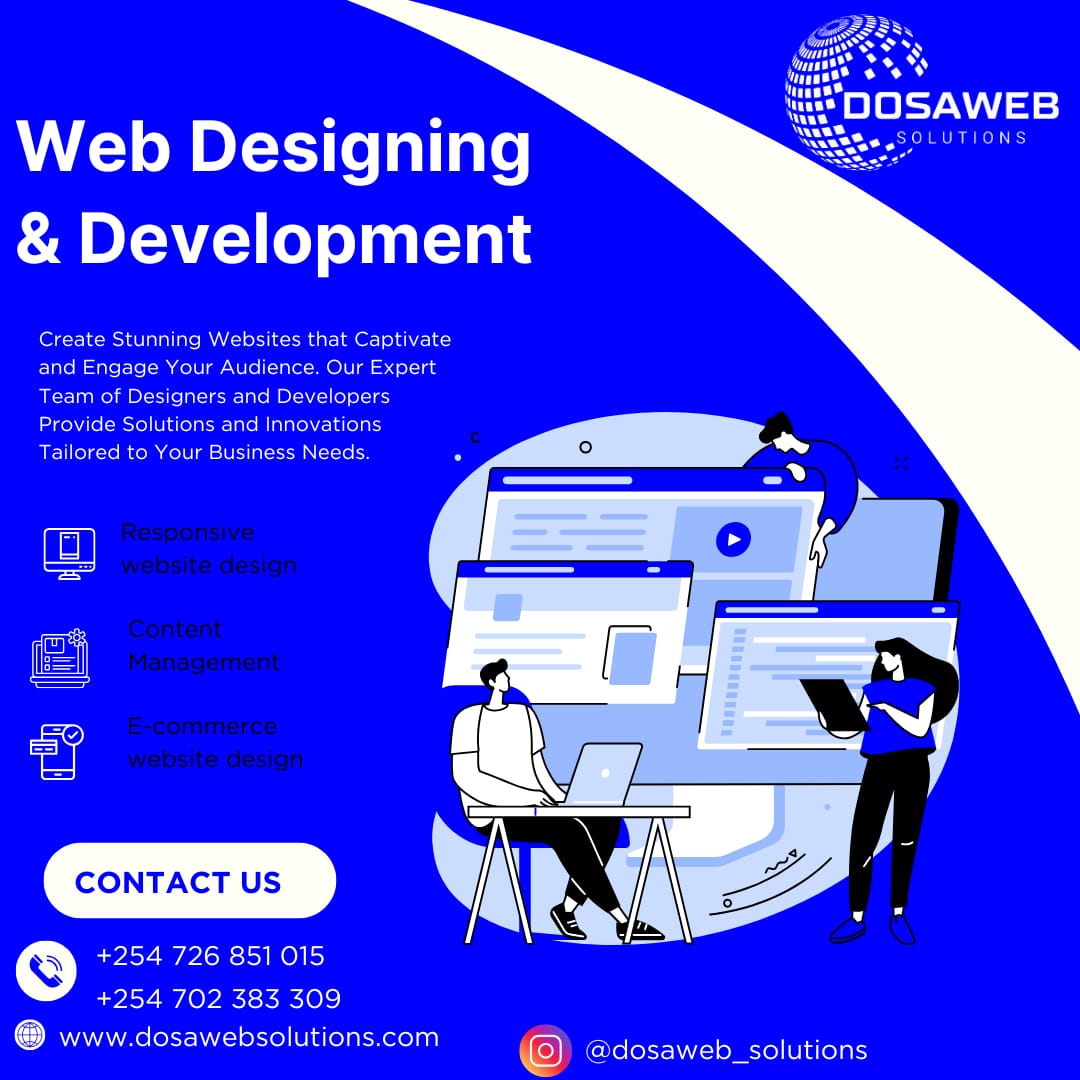 DOSAWEB
SOLUTIONS
Web Designing
& Development
Create Stunning Websites that Captivate
and Engage Your Audience. Our Expert
Team of Designers and Developers
Provide Solutions and Innovations
Tailored to Your Business Needs.
Responsive
website design
Content
Management
E-commerce
website design
CONTACT US
+254 726 851 015
+254 702 383 309
www.dosawebsolutions.com
@dosaweb_solutions